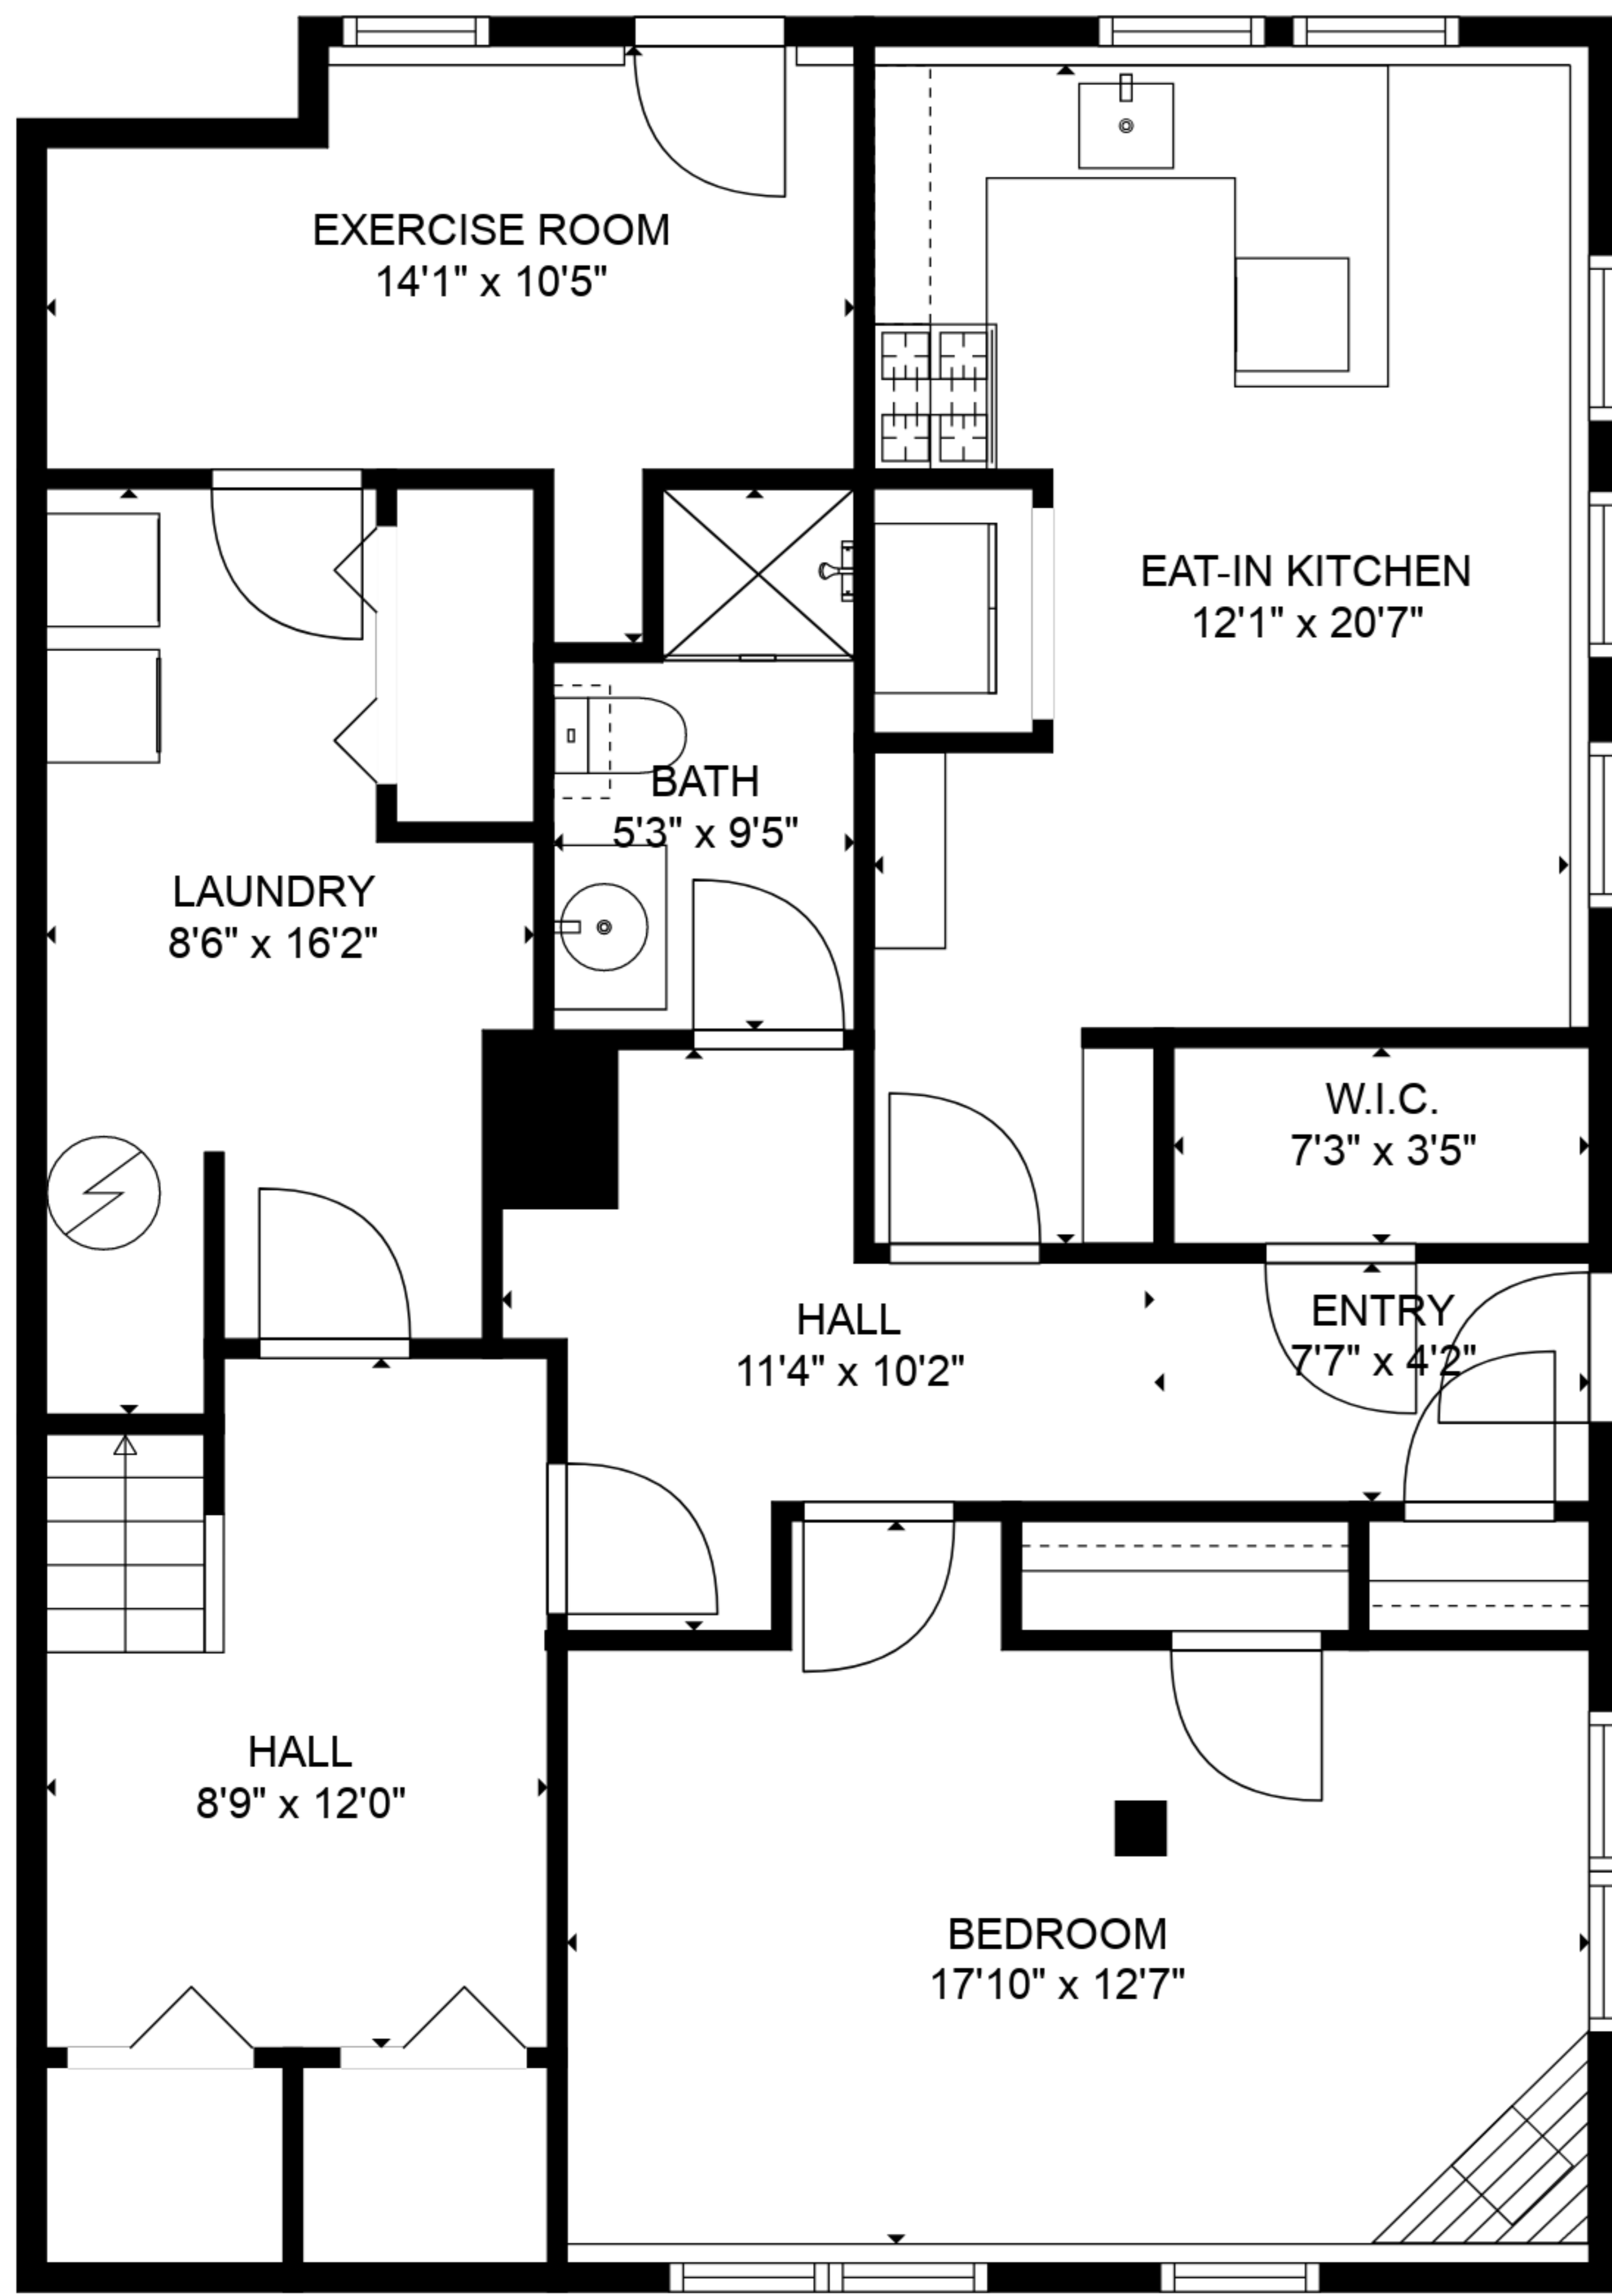 EXERCISE ROOM
14'1" x 10'5"
EAT-IN KITCHEN
12'1" x 20'7"
BATH
5'3" x 9'5"
LAUNDRY
8'6" x 16'2"
W.I.C.
7'3" x 3'5"
HALL
11'4" x 10'2"
ENTRY
7'7" x 4'2"
HALL
8'9" x 12'0"
BEDROOM
17'10" x 12'7"